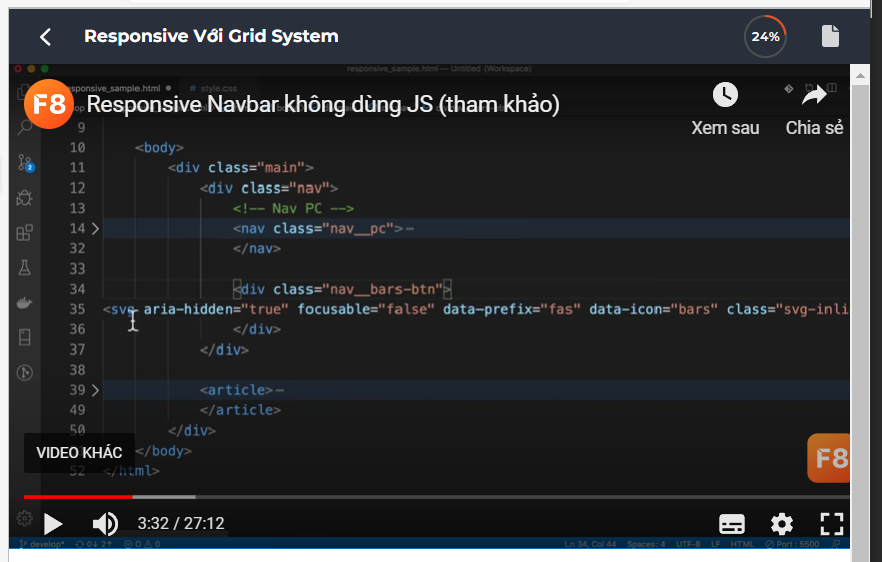 Responsive Với Grid System
24%
responsive_sample.html — Untitled (Workspace)
esponsive_sample.html
style.css
F8
Responsive Navbar không dùng JS (tham khảo)
Xem sau
Chia sẻ
9
10 <body>
11 <div class="main">
12 <div class="nav">
13 <!-- Nav PC -->
14 <nav class="nav__pc">
32 </nav>
33
34 <div class="nav__bars-btn">
35 <svg aria-hidden="true" focusable="false" data-prefix="fas" data-icon="bars" class="svg-inli
36 </div>
37 </div>
38
39 <article>
49 </article>
50 </div>
VIDEO KHÁC
</body>
52 </html>
F8
3:32 / 27:12
develop* 0↓ 2↑ 0 0 Ln 34, Col 44 Spaces: 4 UTF-8 LF HTML Port : 5500